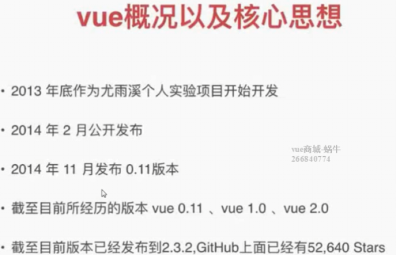 vue概况以及核心思想
• 2013 年底作为尤雨溪个人实验项目开始开发
• 2014 年 2 月公开发布
vue商城-蜗牛
266840774
• 2014 年 11 月发布 0.11版本
• 截至目前所经历的版本 vue 0.11 、vue 1.0 、vue 2.0
• 截至目前版本已经发布到2.3.2,GitHub上面已经有52,640 Stars